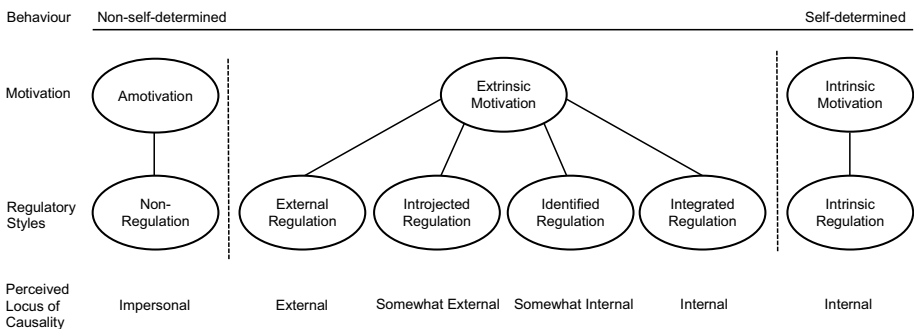 Behaviour Non-self-determined Self-determined
Motivation
Amotivation
Extrinsic
Motivation
Intrinsic
Motivation
Regulatory
Styles
Non-
Regulation
External
Regulation
Introjected
Regulation
Identified
Regulation
Integrated
Regulation
Intrinsic
Regulation
Perceived
Locus of
Causality
Impersonal
External
Somewhat External
Somewhat Internal
Internal
Internal